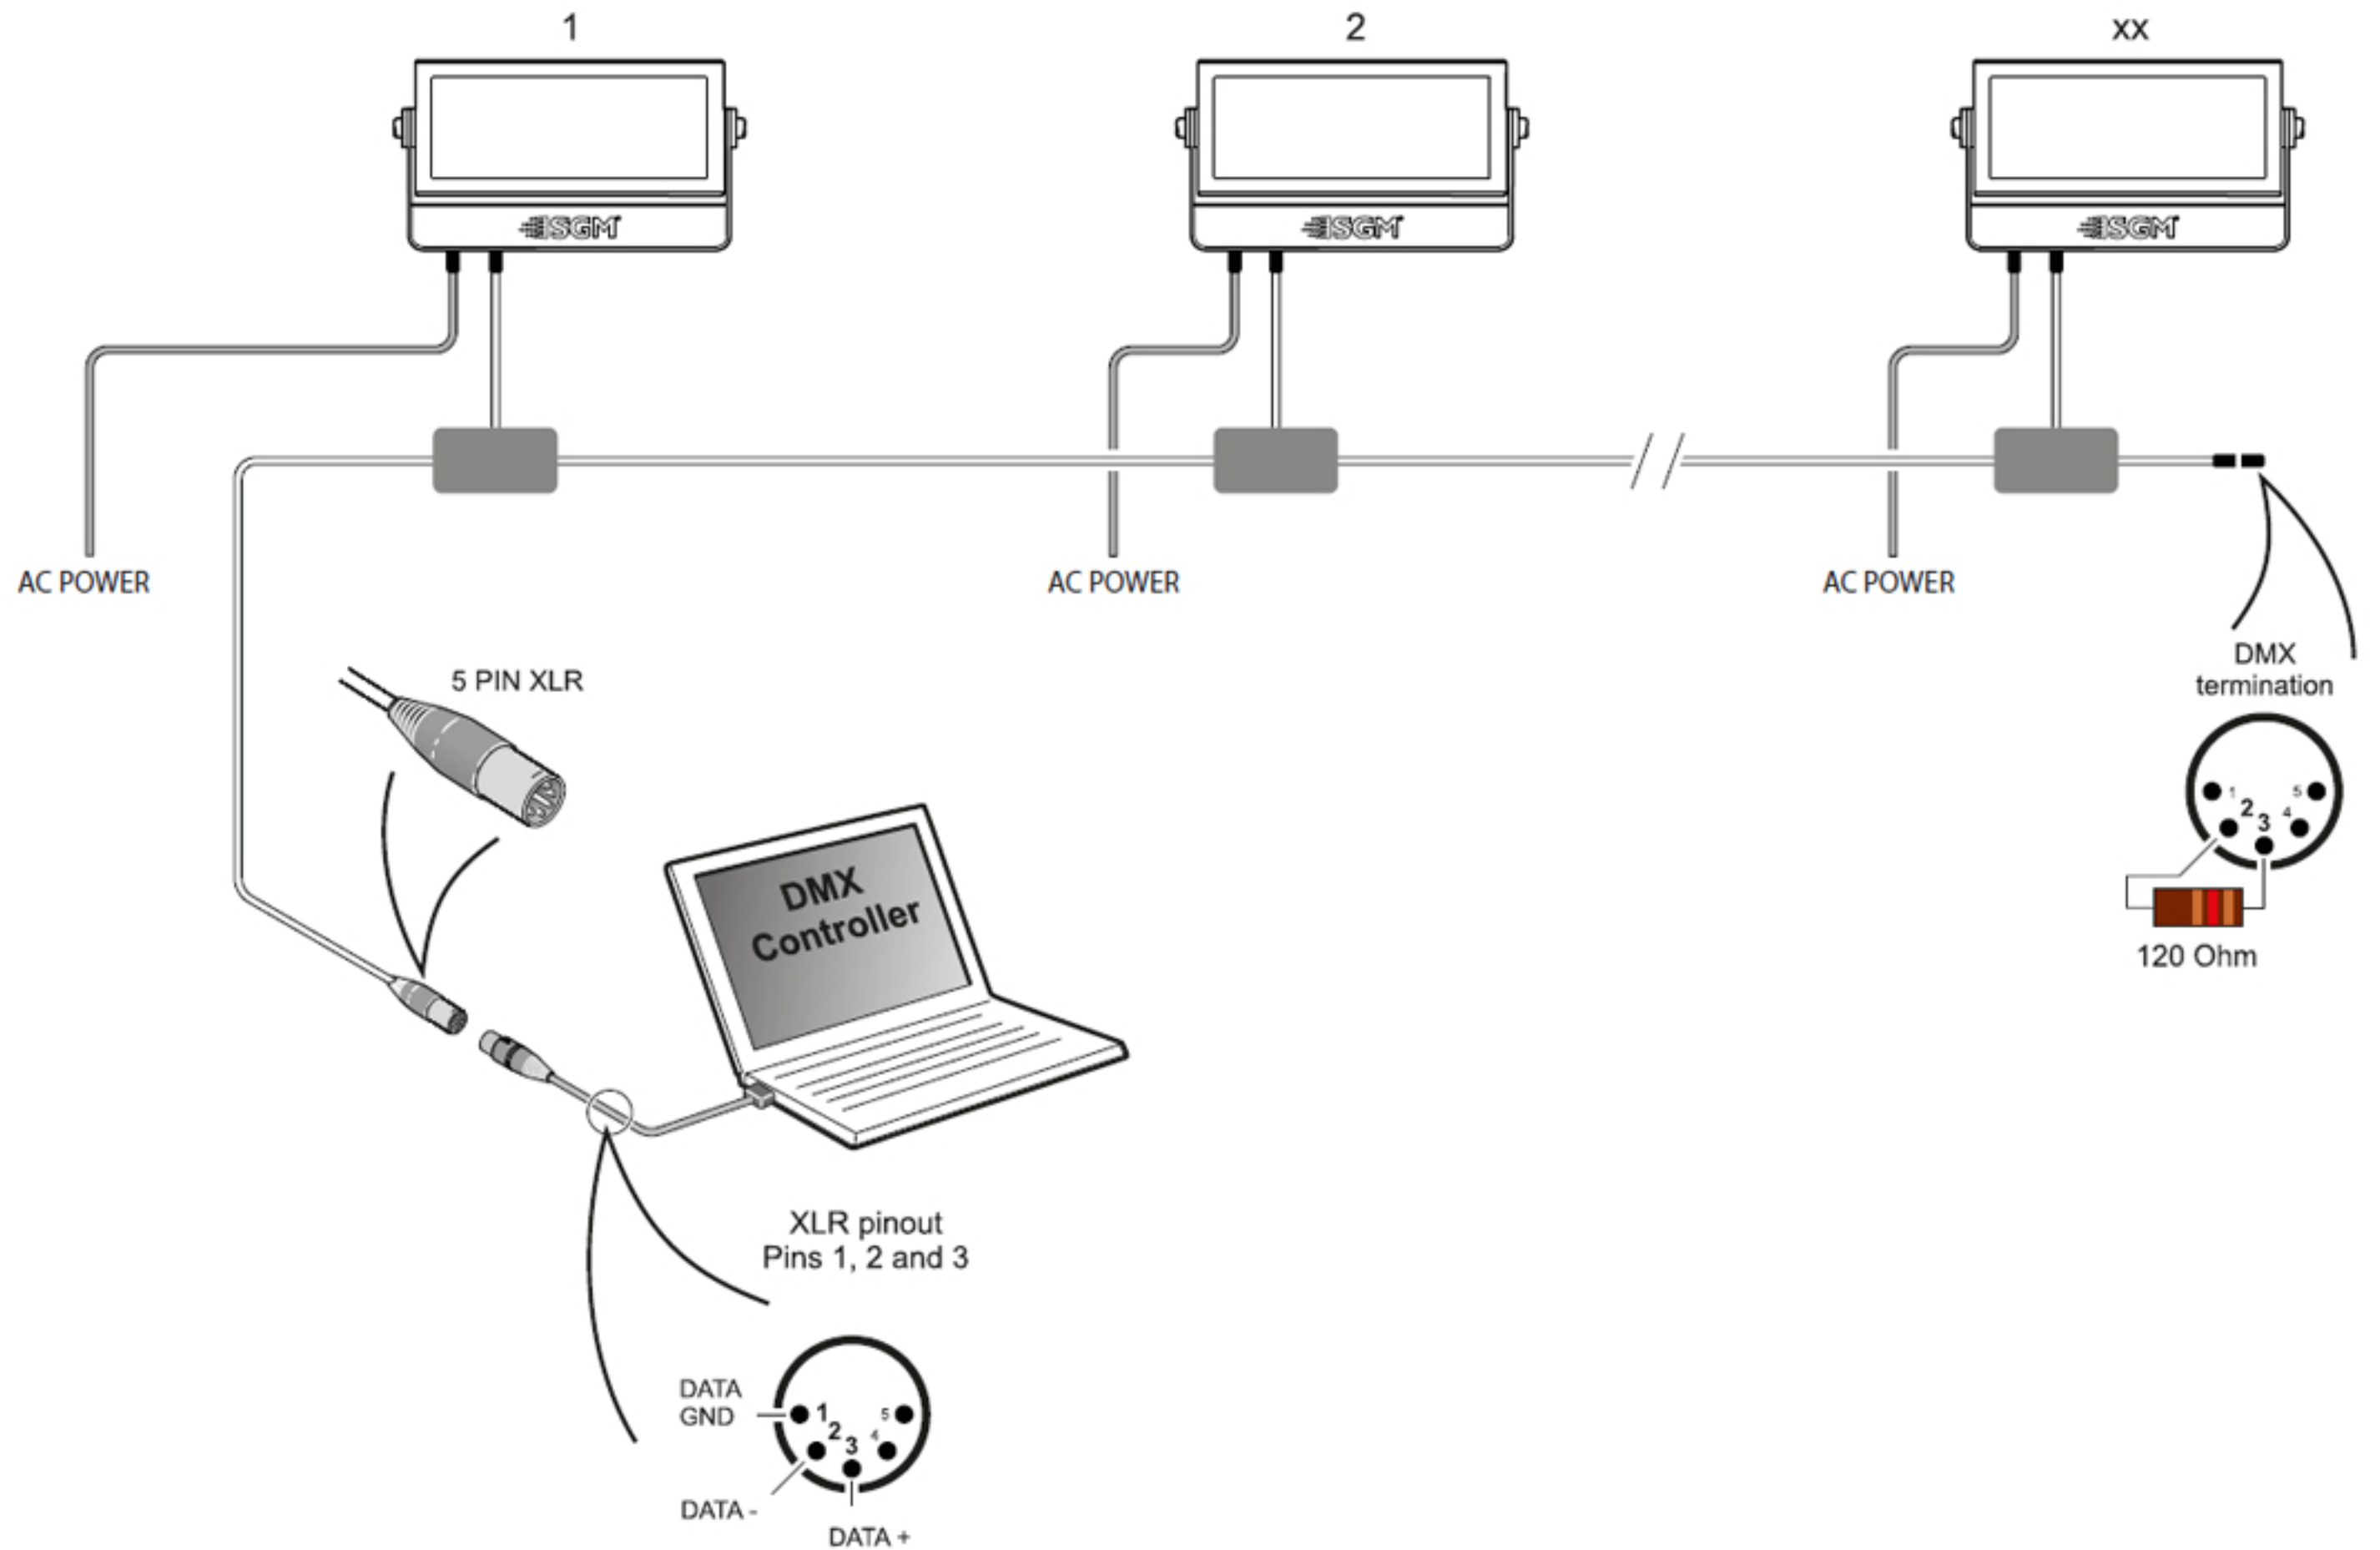 1
2
xx
SGM
SGM
SGM
AC POWER
AC POWER
AC POWER
5 PIN XLR
DMX
termination
1
2
3
4
5
120 Ohm
DMX
Controller
XLR pinout
Pins 1, 2 and 3
DATA
GND
1
2
3
4
5
DATA -
DATA +